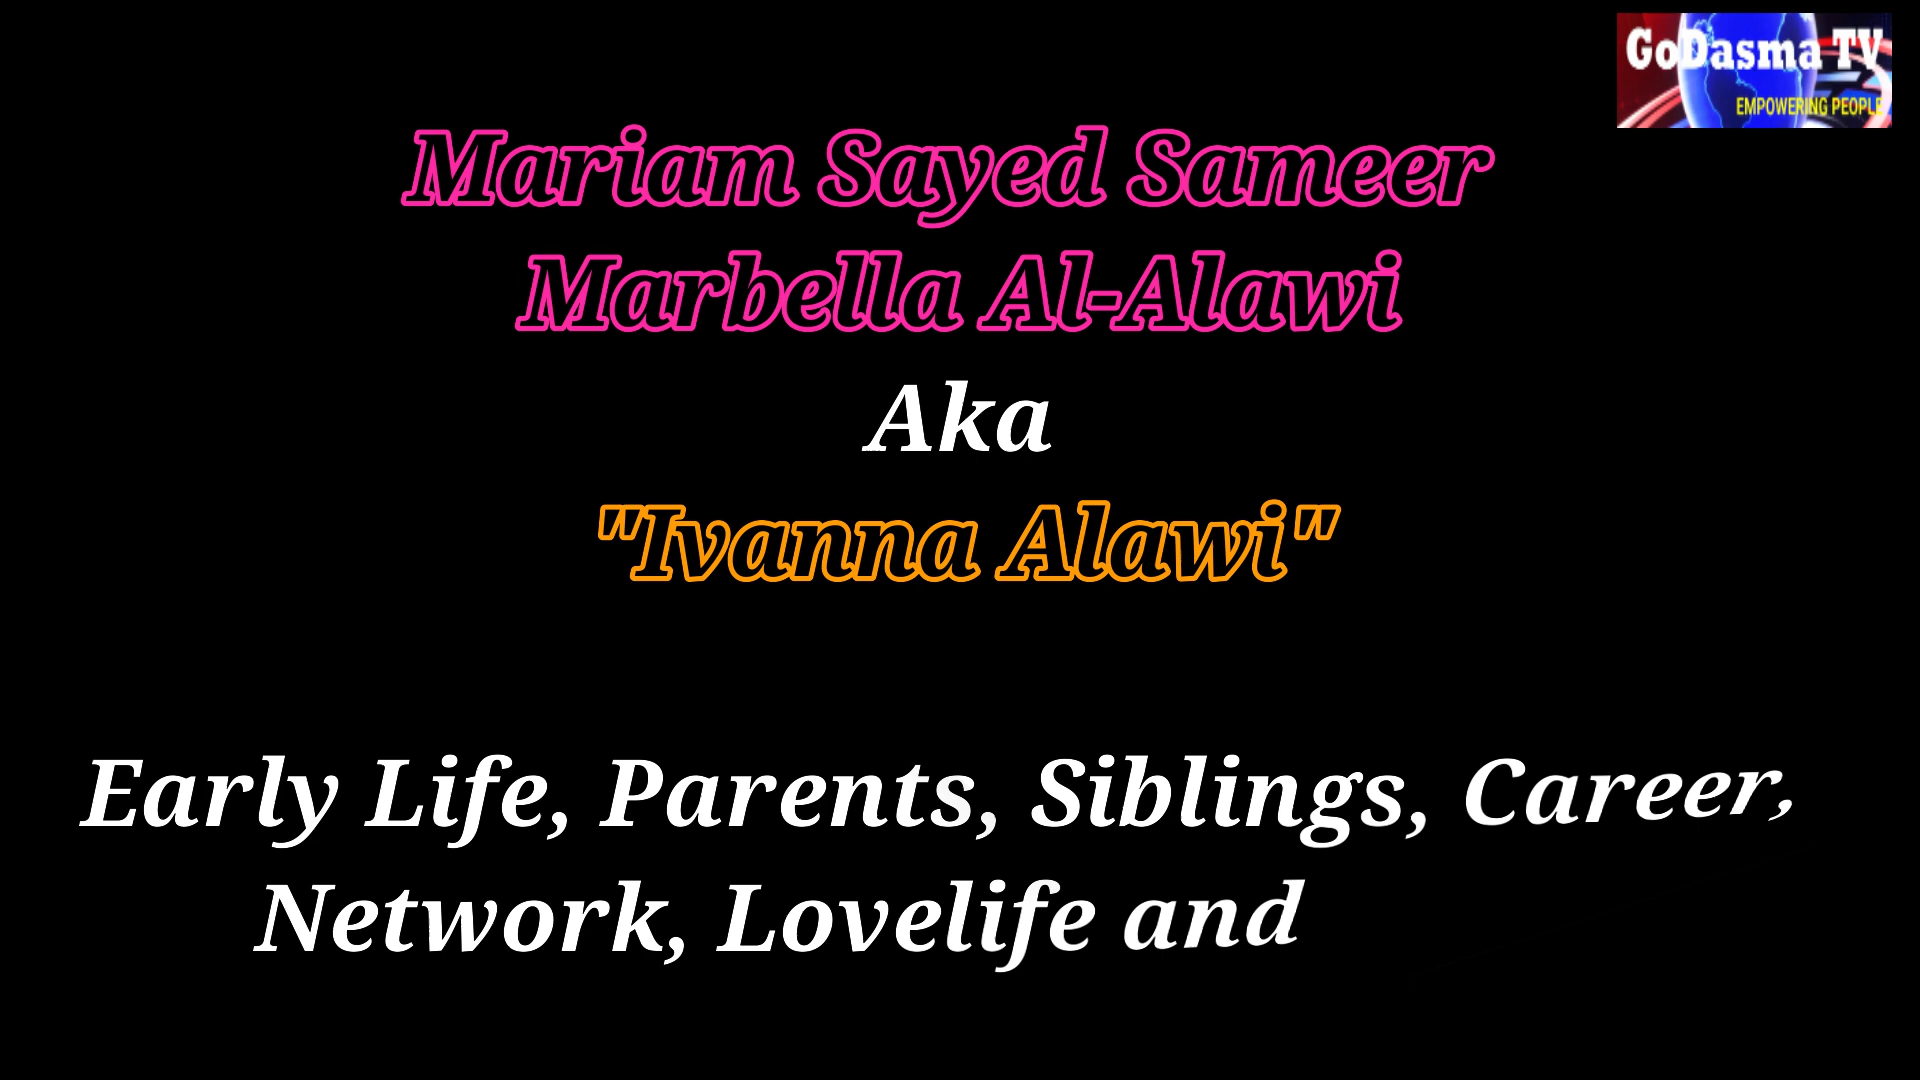 GoDasma TV
EMPOWERING PEOPLE
Mariam Sayed Sameer
Marbella Al-Alawi
Aka
"Ivanna Alawi"
Early Life, Parents, Siblings, Career,
Network, Lovelife and